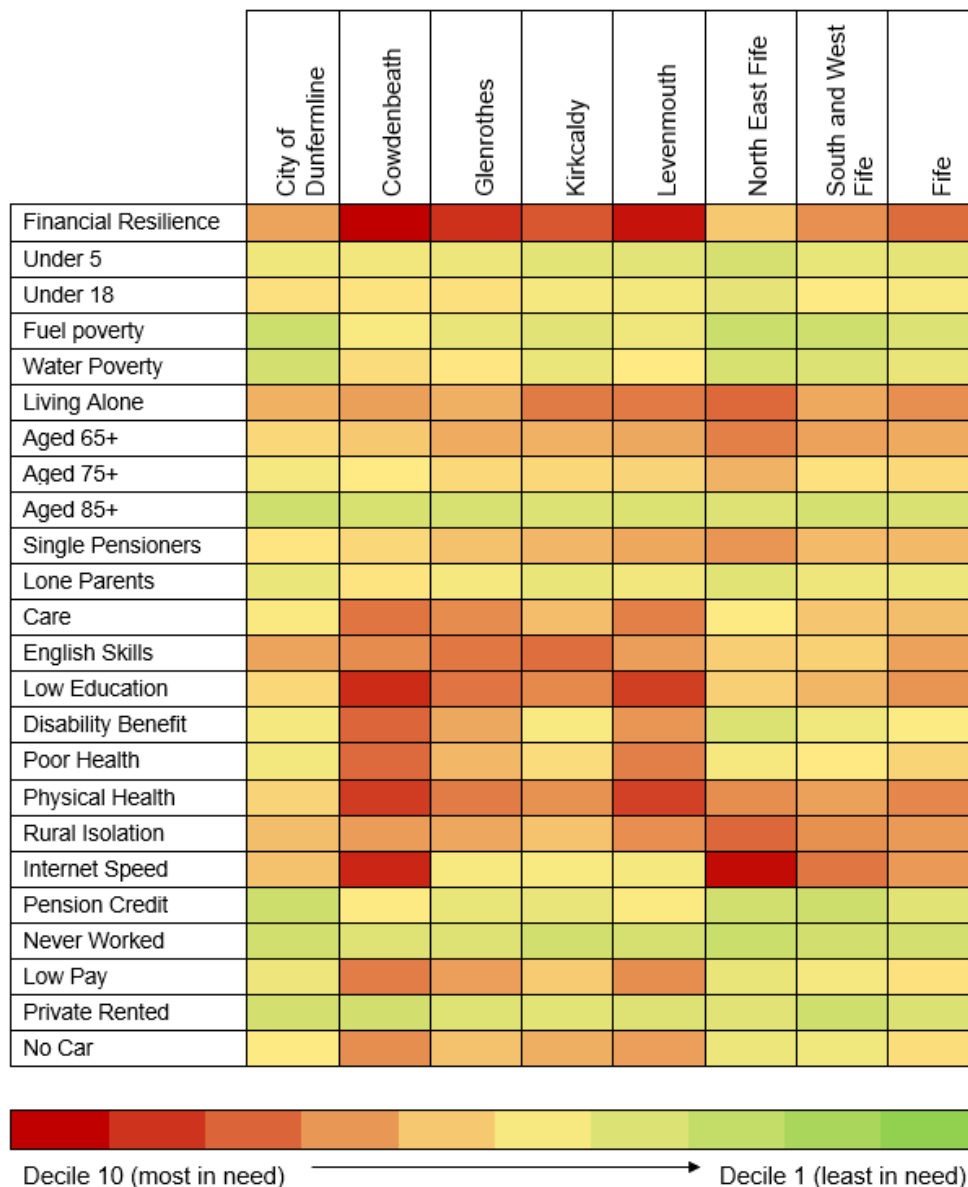 City of
Dunfermline
Cowdenbeath
Glenrothes
Kirkcaldy
Levenmouth
North East Fife
South and West
Fife
Fife
Financial Resilience
Under 5
Under 18
Fuel poverty
Water Poverty
Living Alone
Aged 65+
Aged 75+
Aged 85+
Single Pensioners
Lone Parents
Care
English Skills
Low Education
Disability Benefit
Poor Health
Physical Health
Rural Isolation
Internet Speed
Pension Credit
Never Worked
Low Pay
Private Rented
No Car
Decile 10 (most in need)
Decile 1 (least in need)